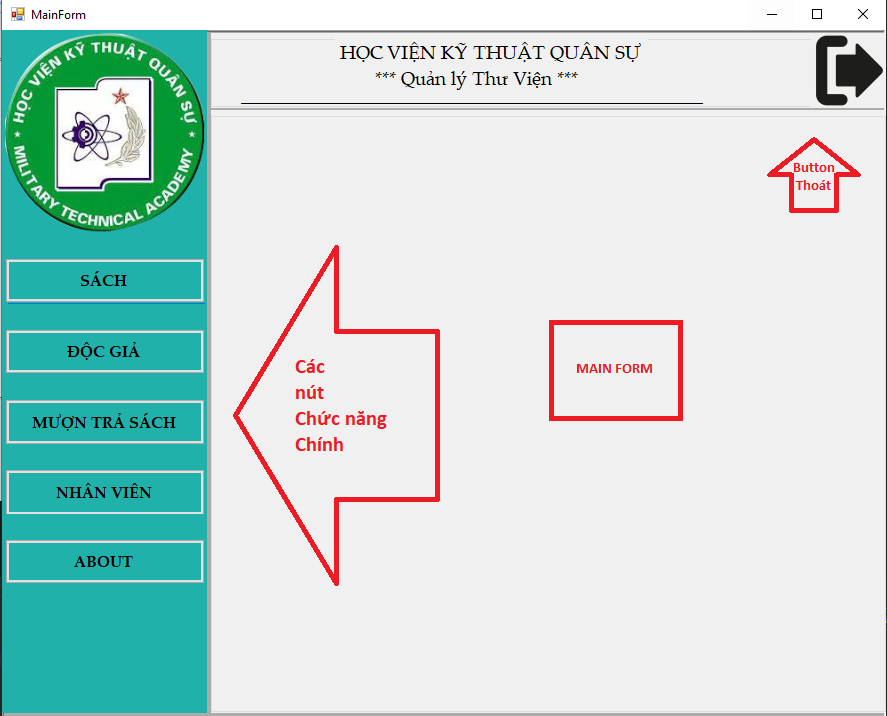 MainForm
HỌC VIỆN KỸ THUẬT QUÂN SỰ
MILITARY TECHNICAL ACADEMY
HỌC VIỆN KỸ THUẬT QUÂN SỰ
*** Quản lý Thư Viện ***
Button
Thoát
SÁCH
ĐỘC GIẢ
MƯỢN TRẢ SÁCH
NHÂN VIÊN
ABOUT
Các
nút
Chức năng
Chính
MAIN FORM